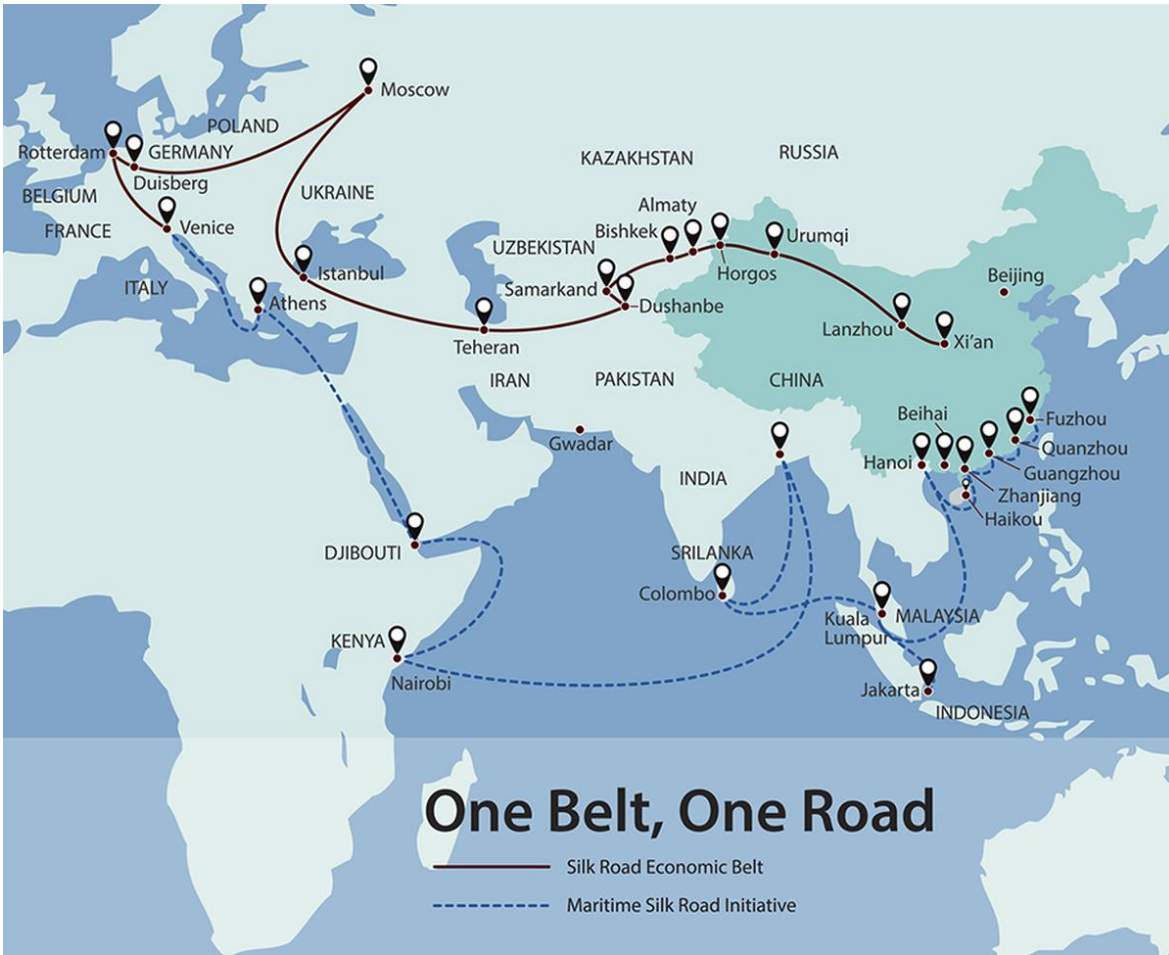 Moscow
POLAND
Rotterdam
GERMANY
Duisberg
KAZAKHSTAN
RUSSIA
BELGIUM
UKRAINE
FRANCE
Venice
Almaty
Bishkek
Urumqi
UZBEKISTAN
Horgos
Istanbul
Beijing
ITALY
Athens
Samarkand
Dushanbe
Lanzhou
Xi'an
Teheran
IRAN
PAKISTAN
CHINA
Beihai
Fuzhou
Gwadar
Quanzhou
Hanoi
Guangzhou
INDIA
Zhanjiang
Haikou
DJIBOUTI
SRILANKA
Colombo
Kuala
Lumpur
MALAYSIA
KENYA
Nairobi
Jakarta
INDONESIA
One Belt, One Road
Silk Road Economic Belt
Maritime Silk Road Initiative